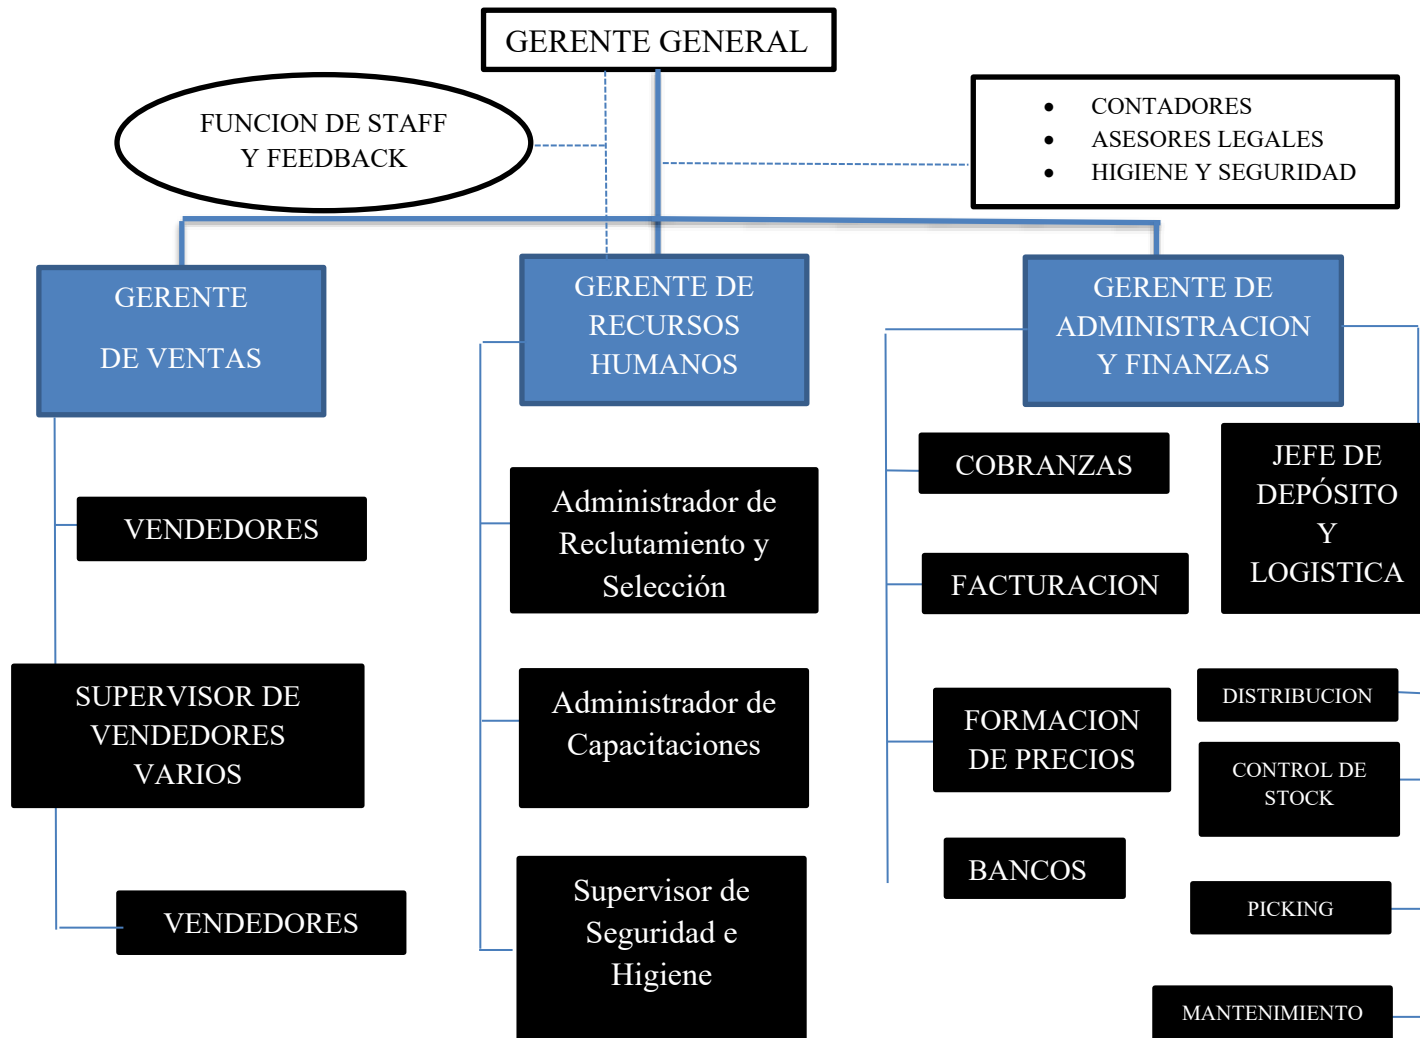 GERENTE GENERAL
FUNCION DE STAFF
Y FEEDBACK
• CONTADORES
• ASESORES LEGALES
• HIGIENE Y SEGURIDAD
GERENTE
DE VENTAS
GERENTE DE
RECURSOS
HUMANOS
GERENTE DE
ADMINISTRACION
Y FINANZAS
VENDEDORES
SUPERVISOR DE
VENDEDORES
VARIOS
VENDEDORES
Administrador de
Reclutamiento y
Selección
Administrador de
Capacitaciones
Supervisor de
Seguridad e
Higiene
COBRANZAS
FACTURACION
FORMACION
DE PRECIOS
BANCOS
JEFE DE
DEPÓSITO
Y
LOGISTICA
DISTRIBUCION
CONTROL DE
STOCK
PICKING
MANTENIMIENTO